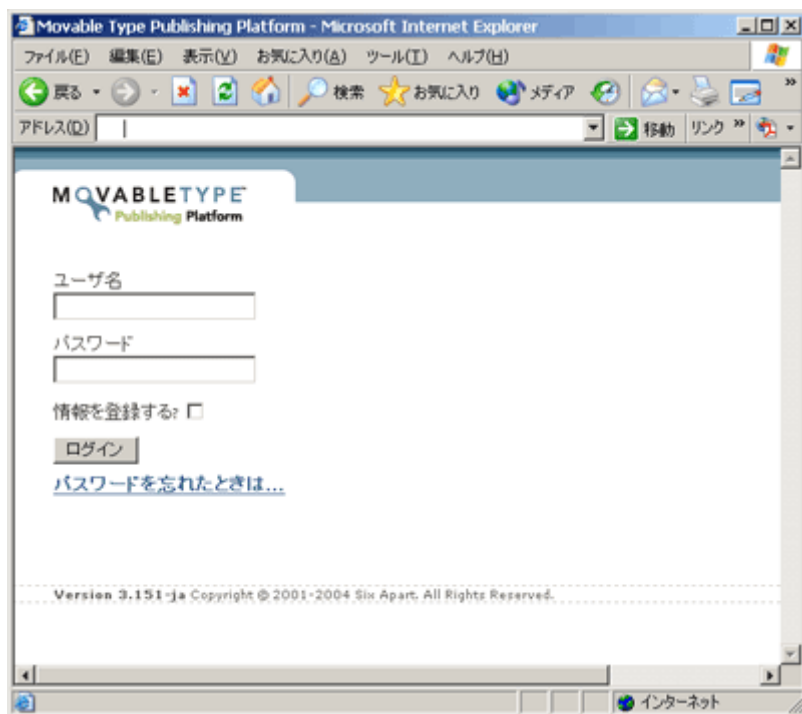 Movable Type Publishing Platform - Microsoft Internet Explorer
ファイル(F) 編集(E) 表示(V) お気に入り(A) ツール(T) ヘルプ(H)
戻る 検索 お気に入り メディア »
アドレス(D) 移動 リンク »
MOVABLETYPE™
Publishing Platform
ユーザ名
パスワード
情報を登録する?
ログイン
パスワードを忘れたときは...
Version 3.151-ja Copyright © 2001-2004 Six Apart. All Rights Reserved.
インターネット